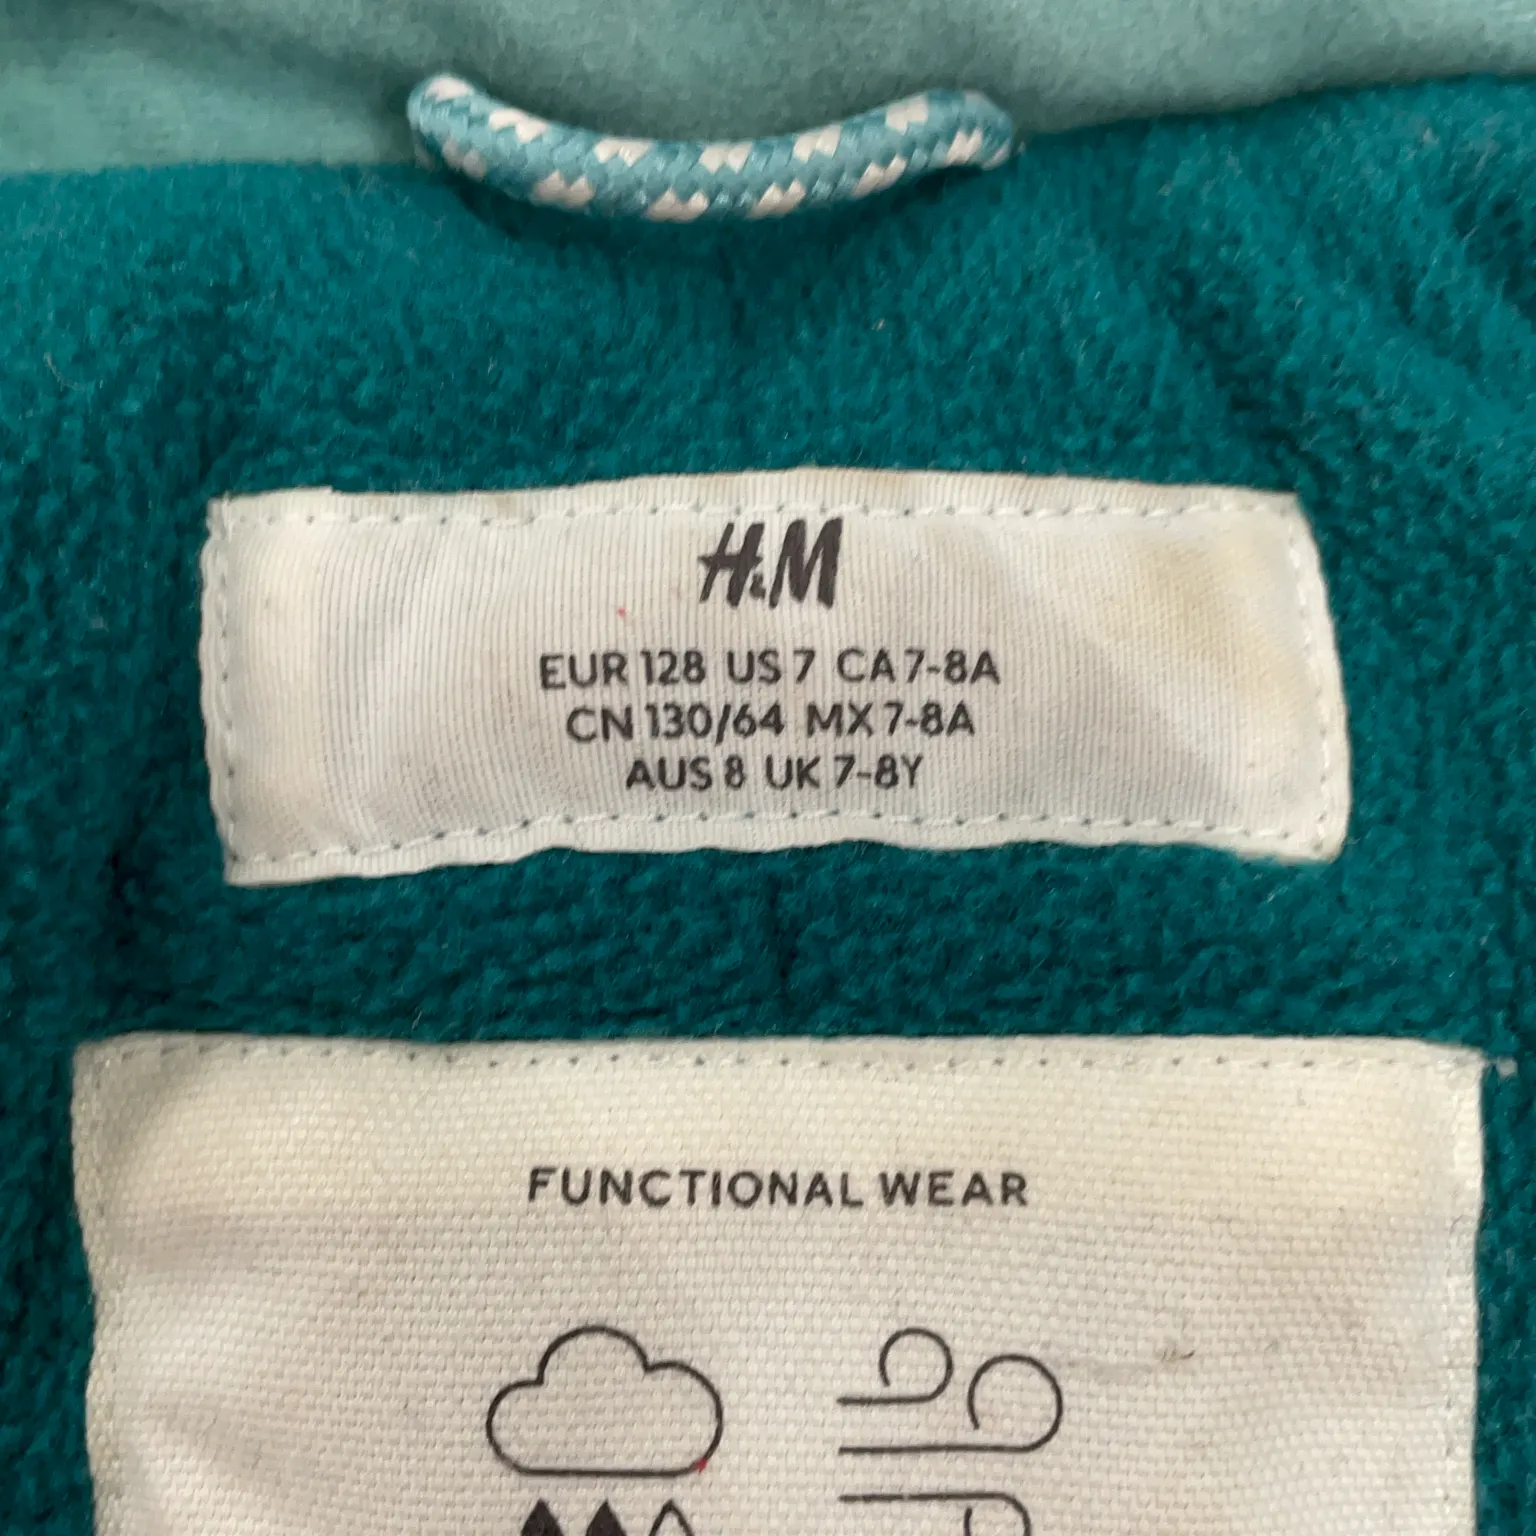 H&M
EUR 128 US 7 CA 7-8A
CN 130/64 MX 7-8A
AUS 8 UK 7-8Y
FUNCTIONAL WEAR